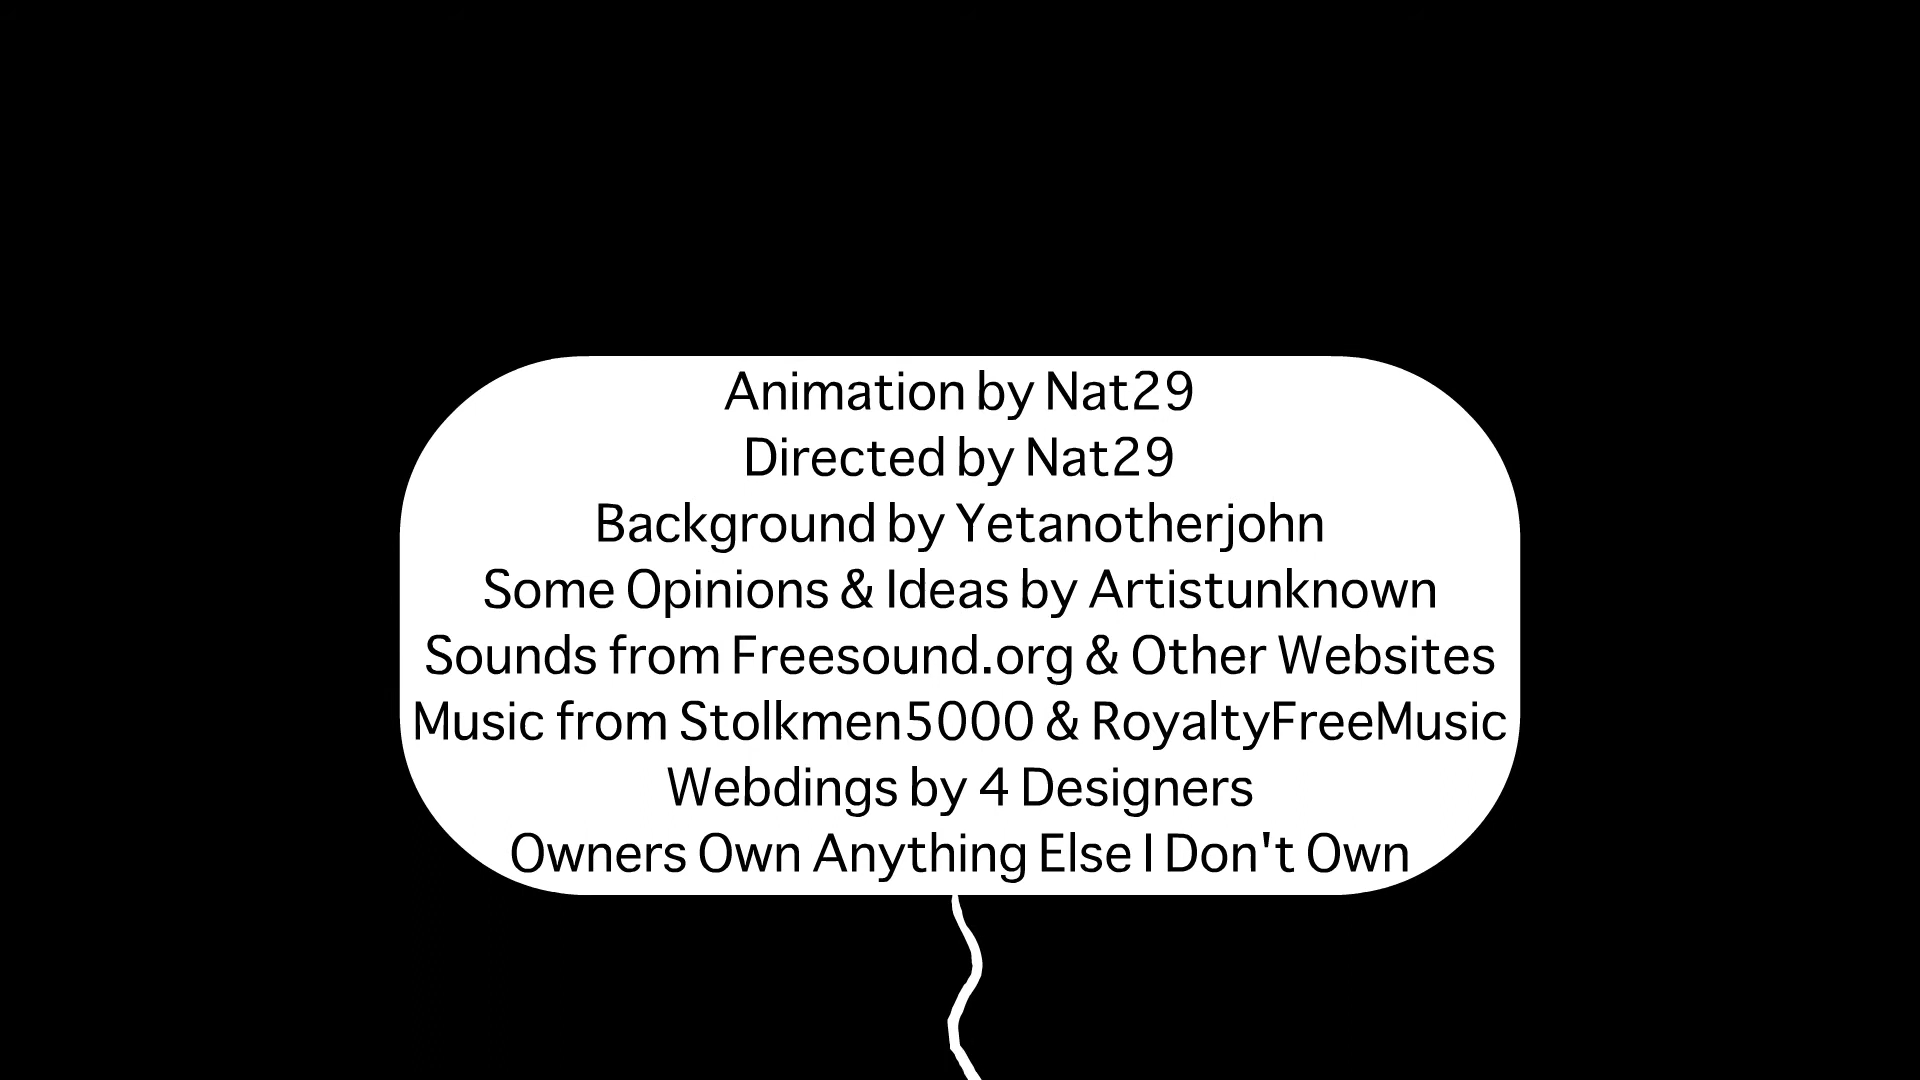 Animation by Nat29
Directed by Nat29
Background by Yetanotherjohn
Some Opinions & Ideas by Artistunknown
Sounds from Freesound.org & Other Websites
Music from Stolkmen5000 & RoyaltyFreeMusic
Webdings by 4 Designers
Owners Own Anything Else I Don't Own